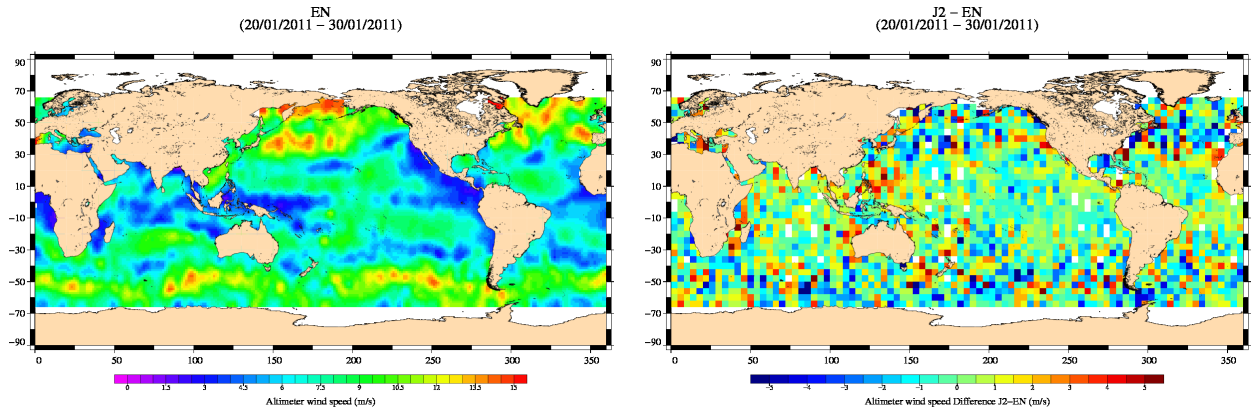 EN
(20/01/2011 − 30/01/2011)
90
70
50
30
10
−10
−30
−50
−70
−90
0 50 100 150 200 250 300 350
0 1.5 3 4.5 6 7.5 9 10.5 12 13.5 15
Altimeter wind speed (m/s)
J2 − EN
(20/01/2011 − 30/01/2011)
90
70
50
30
10
−10
−30
−50
−70
−90
0 50 100 150 200 250 300 350
−5 −4 −3 −2 −1 0 1 2 3 4 5
Altimeter wind speed Difference J2−EN (m/s)